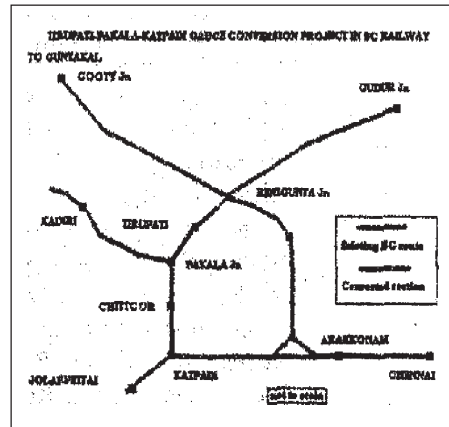 TIRUPATI-PAKALA-KATPADI GAUGE CONVERSION PROJECT IN SC RAILWAY
TO GUNTAKAL
GOOTY Jn
GUDUR Jn
RENIGUNTA Jn
KADIRI
TIRUPATI
PAKALA Jn
Existing BG route
Converted section
CHITTOOR
ARAKKONAM
JOLARPETTAI
KATPADI
CHENNAI
not to scale